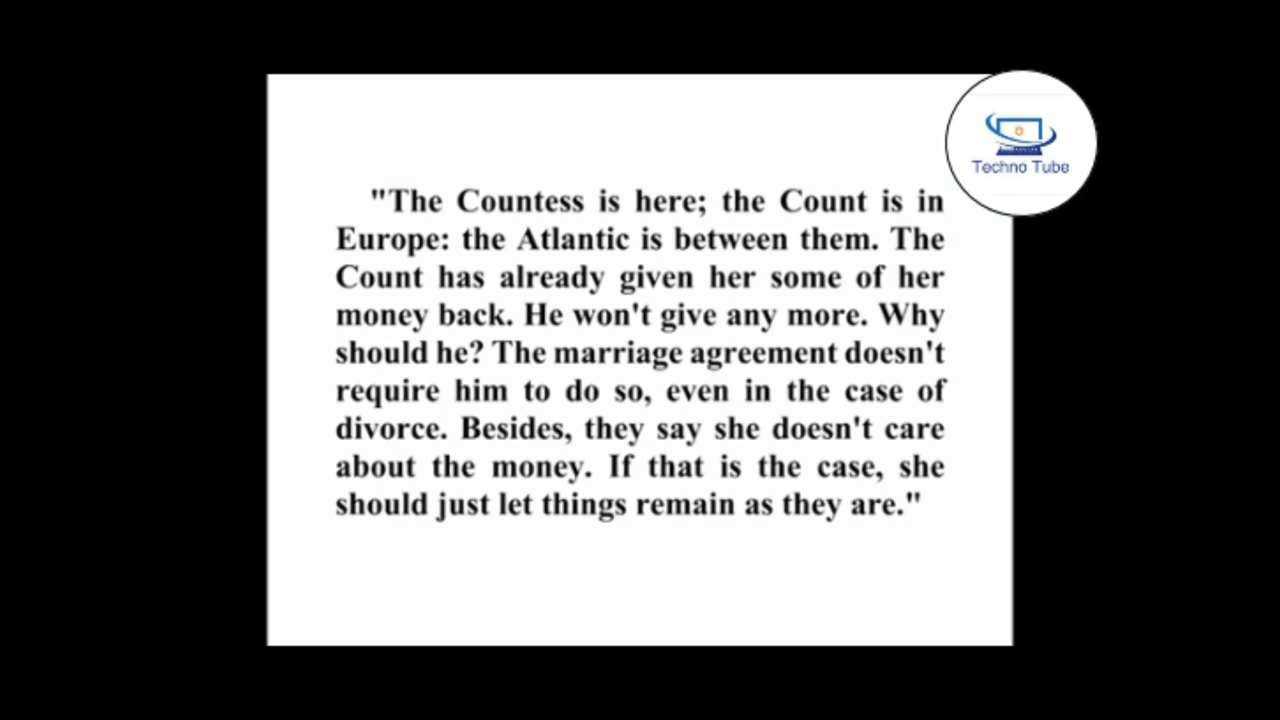 "The Countess is here; the Count is in
Europe: the Atlantic is between them. The
Count has already given her some of her
money back. He won't give any more. Why
should he? The marriage agreement doesn't
require him to do so, even in the case of
divorce. Besides, they say she doesn't care
about the money. If that is the case, she
should just let things remain as they are."
Techno Tube